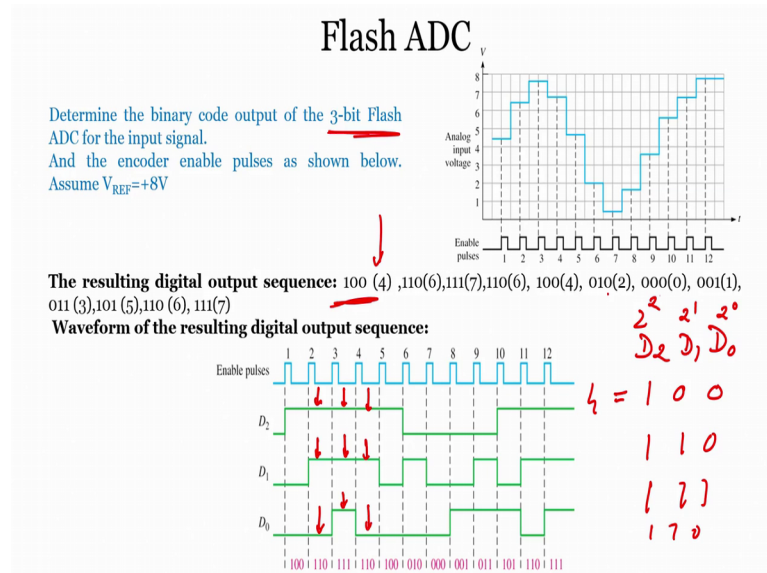 Flash ADC
Determine the binary code output of the 3-bit Flash
ADC for the input signal.
And the encoder enable pulses as shown below.
Assume VREF=+8V
V
8
7
6
5
Analog
input 4
voltage 3
2
1
t
Enable
pulses
1 2 3 4 5 6 7 8 9 10 11 12
The resulting digital output sequence: 100 (4) ,110(6),111(7),110(6), 100(4), 010(2), 000(0), 001(1),
011 (3),101 (5),110 (6), 111(7)
Waveform of the resulting digital output sequence:
1 2 3 4 5 6 7 8 9 10 11 12
Enable pulses
D2
D1
D0
100 110 111 110 100 010 000 001 011 101 110 111
2² 2¹ 2⁰
D2 D1 D0
4 = 1 0 0
1 1 0
1 1 1
1 1 0